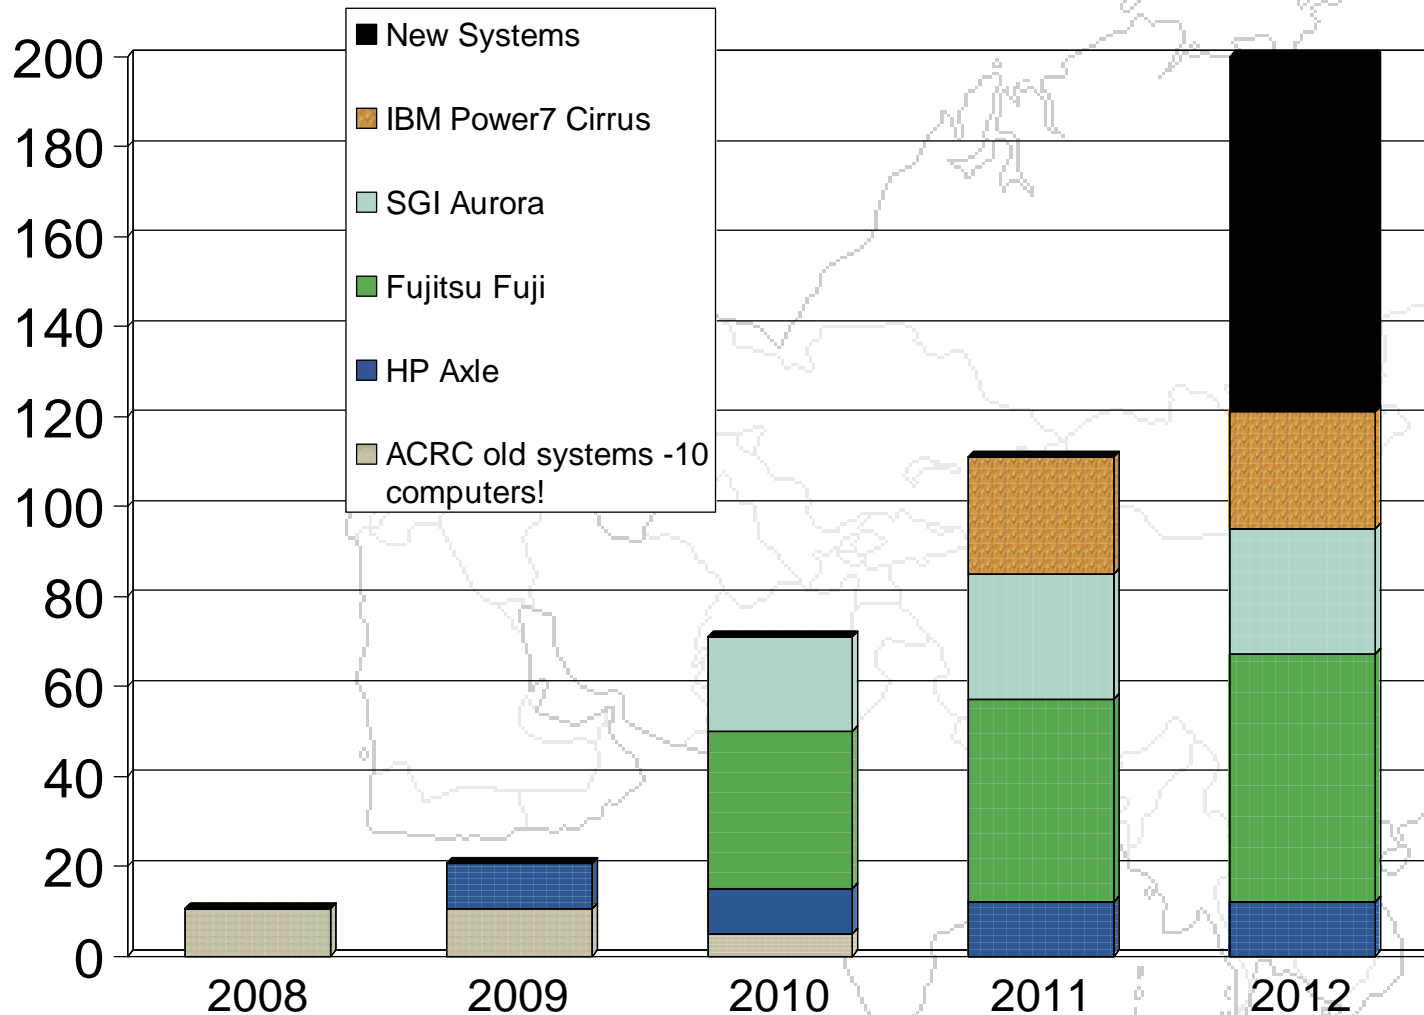 New Systems
IBM Power7 Cirrus
SGI Aurora
Fujitsu Fuji
HP Axle
ACRC old systems -10
computers!
200
180
160
140
120
100
80
60
40
20
0
2008 2009 2010 2011 2012